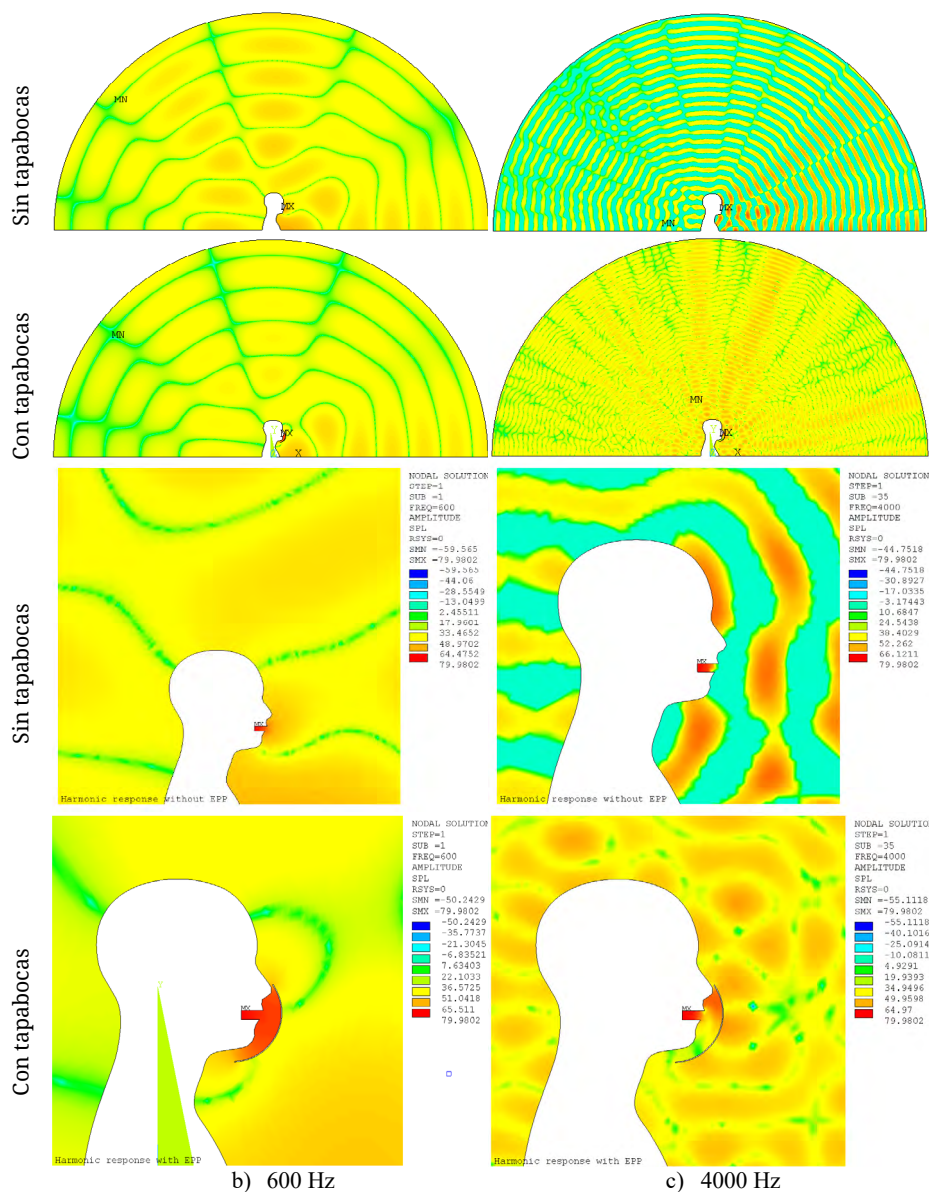 Sin tapabocas
MN
MX
MN
MX
Con tapabocas
MN
MX
X
MN
MX
X
Sin tapabocas
MX
Harmonic response without EPP
NODAL SOLUTION
STEP=1
SUB =1
FREQ=600
AMPLITUDE
SPL
RSYS=0
SMN =-59.565
SMX =79.9802
-59.565
-44.06
-28.5549
-13.0499
2.45511
17.9601
33.4652
48.9702
64.4752
79.9802
MX
Harmonic response without EPP
NODAL SOLUTION
STEP=1
SUB =35
FREQ=4000
AMPLITUDE
SPL
RSYS=0
SMN =-44.7518
SMX =79.9802
-44.7518
-30.8927
-17.0335
-3.17443
10.6847
24.5438
38.4029
52.262
66.1211
79.9802
Con tapabocas
Y
MX
Harmonic response with EPP
NODAL SOLUTION
STEP=1
SUB =1
FREQ=600
AMPLITUDE
SPL
RSYS=0
SMN =-50.2429
SMX =79.9802
-50.2429
-35.7737
-21.3045
-6.83521
7.63403
22.1033
36.5725
51.0418
65.511
79.9802
MX
Harmonic response with EPP
NODAL SOLUTION
STEP=1
SUB =35
FREQ=4000
AMPLITUDE
SPL
RSYS=0
SMN =-55.1118
SMX =79.9802
-55.1118
-40.1016
-25.0914
-10.0811
4.9291
19.9393
34.9496
49.9598
64.97
79.9802
b) 600 Hz
c) 4000 Hz